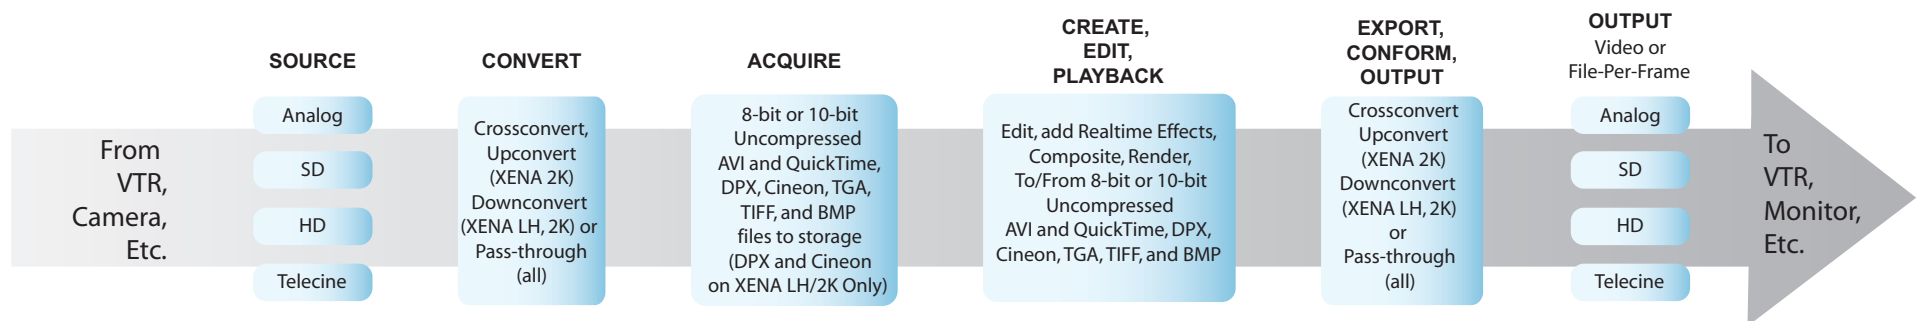 From
VTR,
Camera,
Etc.
SOURCE
Analog
SD
HD
Telecine
CONVERT
Crossconvert,
Upconvert
(XENA 2K)
Downconvert
(XENA LH, 2K) or
Pass-through
(all)
ACQUIRE
8-bit or 10-bit
Uncompressed
AVI and QuickTime,
DPX, Cineon, TGA,
TIFF, and BMP
files to storage
(DPX and Cineon
on XENA LH/2K Only)
CREATE,
EDIT,
PLAYBACK
Edit, add Realtime Effects,
Composite, Render,
To/From 8-bit or 10-bit
Uncompressed
AVI and QuickTime, DPX,
Cineon, TGA, TIFF, and BMP
EXPORT,
CONFORM,
OUTPUT
Crossconvert
Upconvert
(XENA 2K)
Downconvert
(XENA LH, 2K)
or
Pass-through
(all)
OUTPUT
Video or
File-Per-Frame
Analog
SD
HD
Telecine
To
VTR,
Monitor,
Etc.